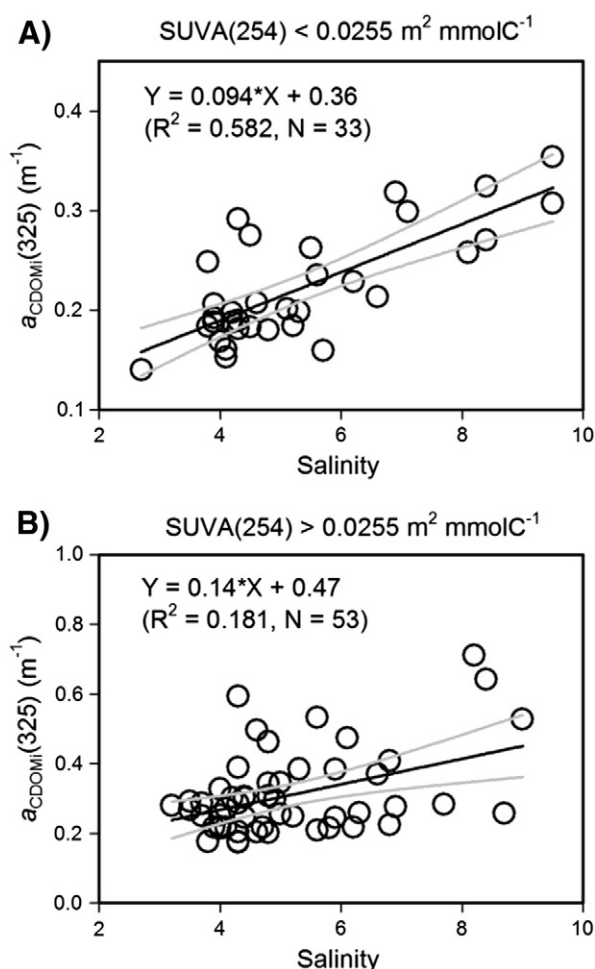 A) SUVA(254) < 0.0255 m² mmolC⁻¹
Y = 0.094*X + 0.36
(R² = 0.582, N = 33)
aCDOMi(325) (m⁻¹)
0.4
0.3
0.2
0.1
2 4 6 8 10
Salinity
B) SUVA(254) > 0.0255 m² mmolC⁻¹
Y = 0.14*X + 0.47
(R² = 0.181, N = 53)
aCDOMi(325) (m⁻¹)
1.0
0.8
0.6
0.4
0.2
0.0
2 4 6 8 10
Salinity